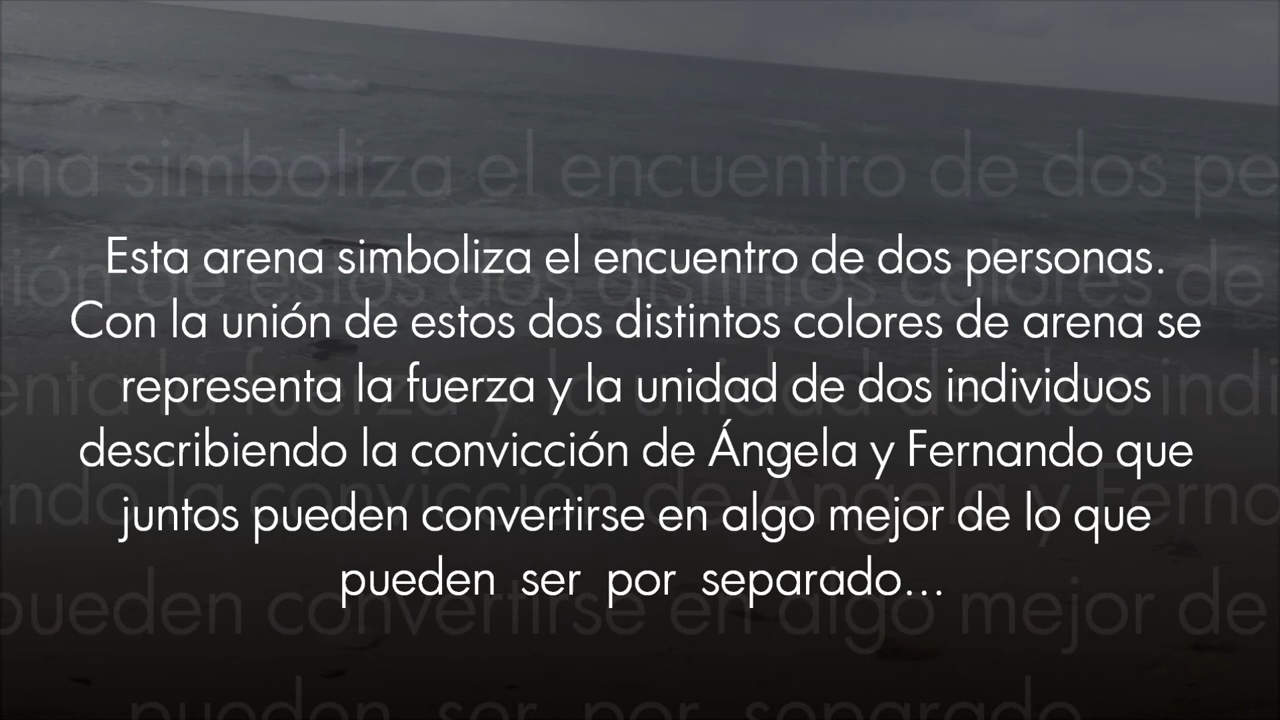 Esta arena simboliza el encuentro de dos personas.
Con la unión de estos dos distintos colores de arena se
representa la fuerza y la unidad de dos individuos
describiendo la convicción de Ángela y Fernando que
juntos pueden convertirse en algo mejor de lo que
pueden ser por separado...